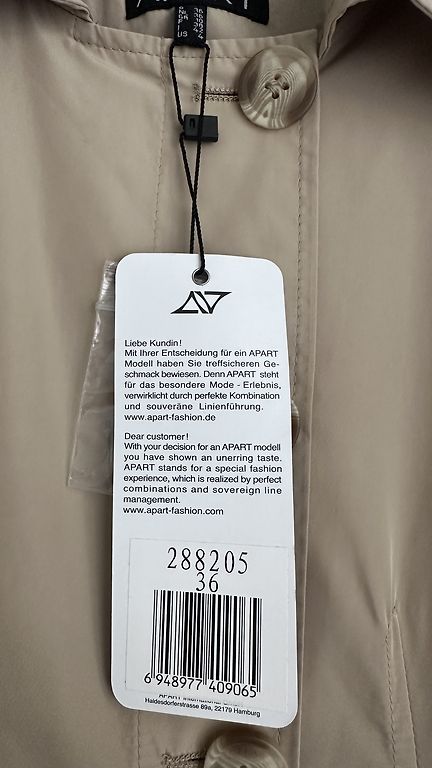 Liebe Kundin!
Mit Ihrer Entscheidung für ein APART
Modell haben Sie treffsicheren Ge-
schmack bewiesen. Denn APART steht
für das besondere Mode - Erlebnis,
verwirklicht durch perfekte Kombination
und souveräne Linienführung.
www.apart-fashion.de
Dear customer!
With your decision for an APART modell
you have shown an unerring taste.
APART stands for a special fashion
experience, which is realized by perfect
combinations and sovereign line
management.
www.apart-fashion.com
288205
36
6 948977 409065
Haldesdorferstrasse 89a, 22179 Hamburg